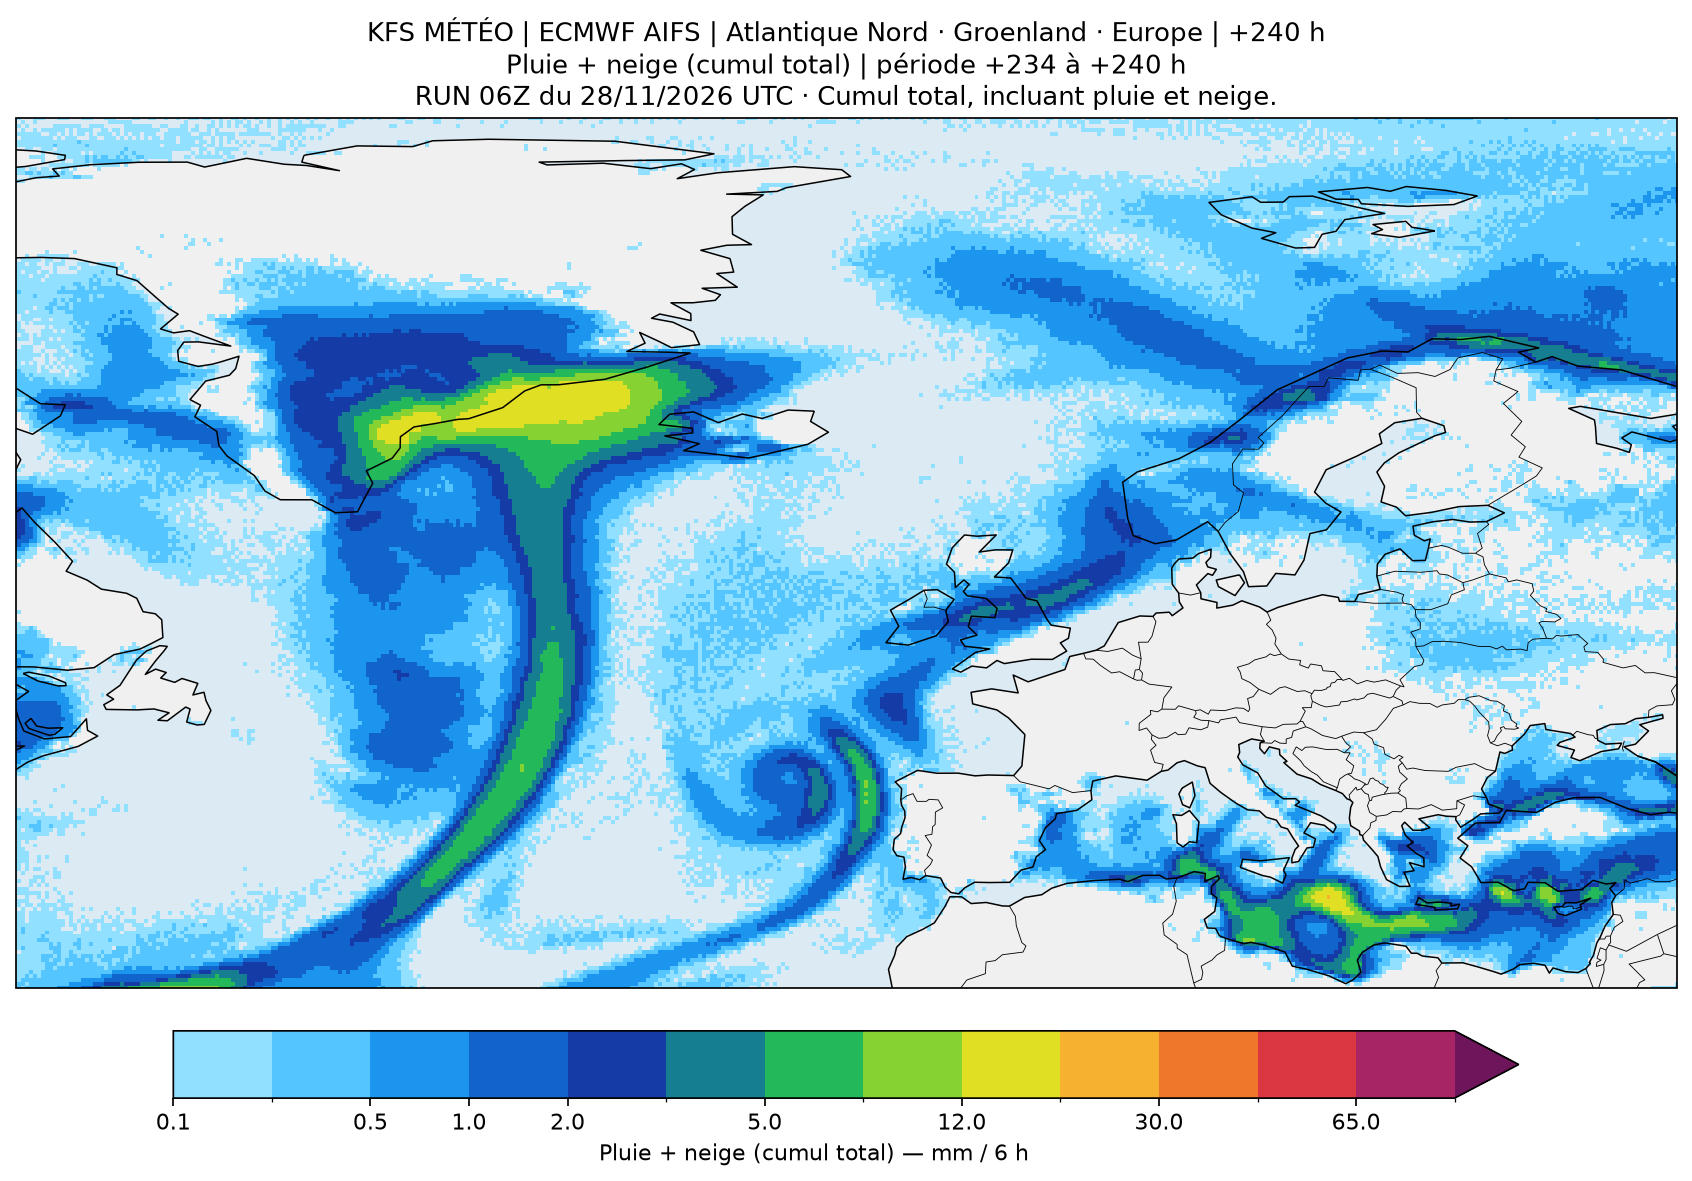 KFS MÉTÉO | ECMWF AIFS | Atlantique Nord · Groenland · Europe | +240 h
Pluie + neige (cumul total) | période +234 à +240 h
RUN 06Z du 28/11/2026 UTC · Cumul total, incluant pluie et neige.
0.1 0.5 1.0 2.0 5.0 12.0 30.0 65.0
Pluie + neige (cumul total) — mm / 6 h